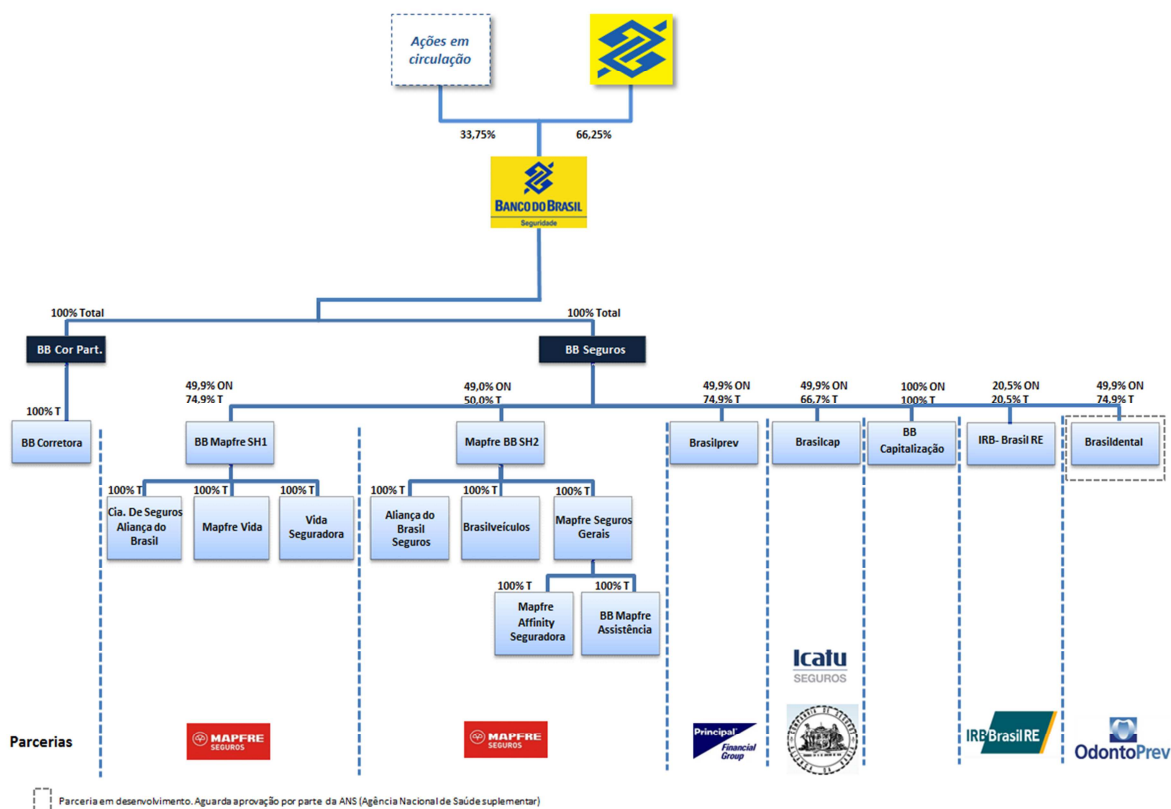 Ações em
circulação
33,75%
66,25%
BANCO DO BRASIL
Seguridade
100% Total
100% Total
BB Cor Part.
BB Seguros
100% T
49,9% ON
74,9% T
49,0% ON
50,0% T
49,9% ON
74,9% T
49,9% ON
66,7% T
100% ON
100% T
20,5% ON
20,5% T
49,9% ON
74,9% T
BB Corretora
BB Mapfre SH1
Mapfre BB SH2
Brasilprev
Brasilcap
BB
Capitalização
IRB- Brasil RE
Brasildental
100% T
100% T
100% T
100% T
100% T
100% T
Cia. De Seguros
Aliança do
Brasil
Mapfre Vida
Vida
Seguradora
Aliança do
Brasil
Seguros
Brasilveículos
Mapfre Seguros
Gerais
100% T
100% T
Mapfre
Affinity
Seguradora
BB Mapfre
Assistência
Icatu
SEGUROS
Parcerias
MAPFRE
SEGUROS
MAPFRE
SEGUROS
Principal
Financial
Group
IRB Brasil RE
OdontoPrev
Parceria em desenvolvimento. Aguarda aprovação por parte da ANS (Agência Nacional de Saúde suplementar)